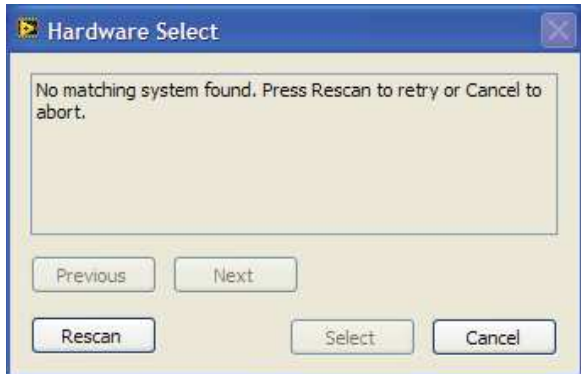 Hardware Select
No matching system found. Press Rescan to retry or Cancel to
abort.
Previous Next
Rescan Select Cancel